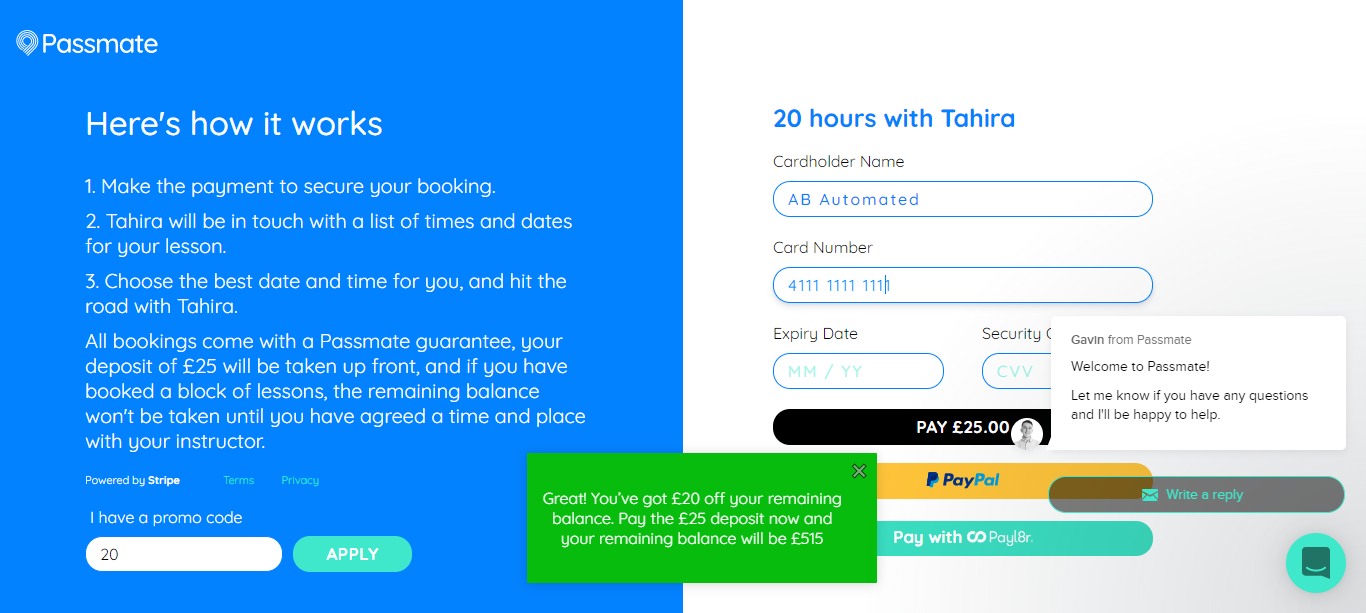 Passmate
Here's how it works
1. Make the payment to secure your booking.
2. Tahira will be in touch with a list of times and dates
for your lesson.
3. Choose the best date and time for you, and hit the
road with Tahira.
All bookings come with a Passmate guarantee, your
deposit of £25 will be taken up front, and if you have
booked a block of lessons, the remaining balance
won't be taken until you have agreed a time and place
with your instructor.
Powered by Stripe Terms Privacy
I have a promo code
20 APPLY
Great! You've got £20 off your remaining
balance. Pay the £25 deposit now and
your remaining balance will be £515
20 hours with Tahira
Cardholder Name
AB Automated
Card Number
4111 1111 1111
Expiry Date Security
MM / YY CVV
PAY £25.00
PayPal
Pay with Payl8r.
Gavin from Passmate
Welcome to Passmate!
Let me know if you have any questions
and I'll be happy to help.
Write a reply